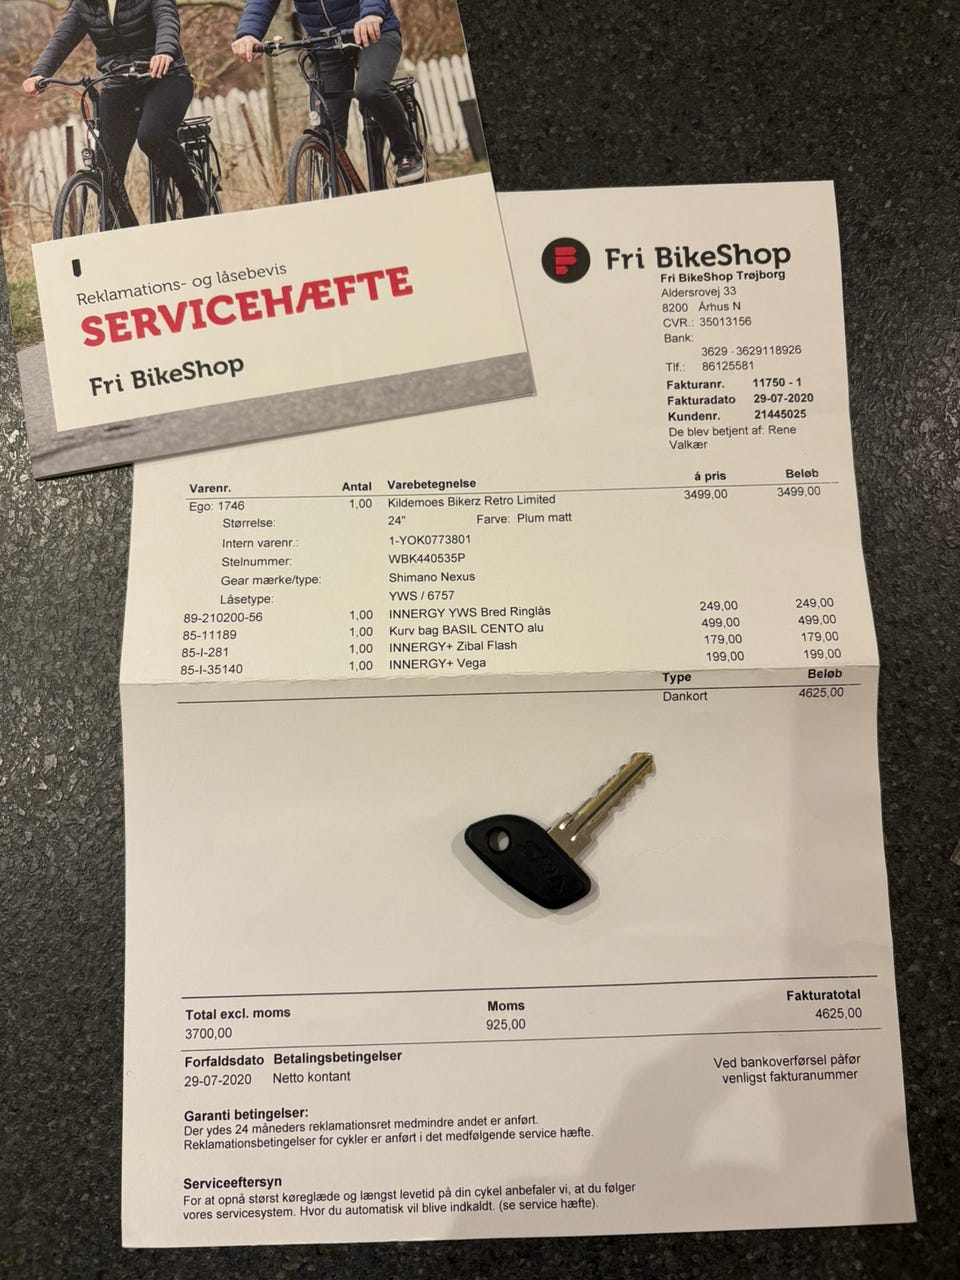 Reklamations- og låsebevis
SERVICEHÆFTE
Fri BikeShop
Fri BikeShop
Fri BikeShop Trøjborg
Aldersrovej 33
8200 Århus N
CVR.: 35013156
Bank:
3629 - 3629118926
Tlf.: 86125581
Fakturanr. 11750 - 1
Fakturadato 29-07-2020
Kundenr. 21445025
De blev betjent af: Rene
Valkær
Varenr. Antal Varebetegnelse á pris Beløb
Ego: 1746 1,00 Kildemoes Bikerz Retro Limited 3499,00 3499,00
Størrelse: 24" Farve: Plum matt
Intern varenr.: 1-YOK0773801
Stelnummer: WBK440535P
Gear mærke/type: Shimano Nexus
Låsetype: YWS / 6757
89-210200-56 1,00 INNERGY YWS Bred Ringlås 249,00 249,00
85-11189 1,00 Kurv bag BASIL CENTO alu 499,00 499,00
85-I-281 1,00 INNERGY+ Zibal Flash 179,00 179,00
85-I-35140 1,00 INNERGY+ Vega 199,00 199,00
Type Beløb
Dankort 4625,00
Total excl. moms Moms Fakturatotal
3700,00 925,00 4625,00
Forfaldsdato Betalingsbetingelser
29-07-2020 Netto kontant
Ved bankoverførsel påfør
venligst fakturanummer
Garanti betingelser:
Der ydes 24 måneders reklamationsret medmindre andet er anført.
Reklamationsbetingelser for cykler er anført i det medfølgende service hæfte.
Serviceeftersyn
For at opnå størst køreglæde og længst levetid på din cykel anbefaler vi, at du følger
vores servicesystem. Hvor du automatisk vil blive indkaldt. (se service hæfte).